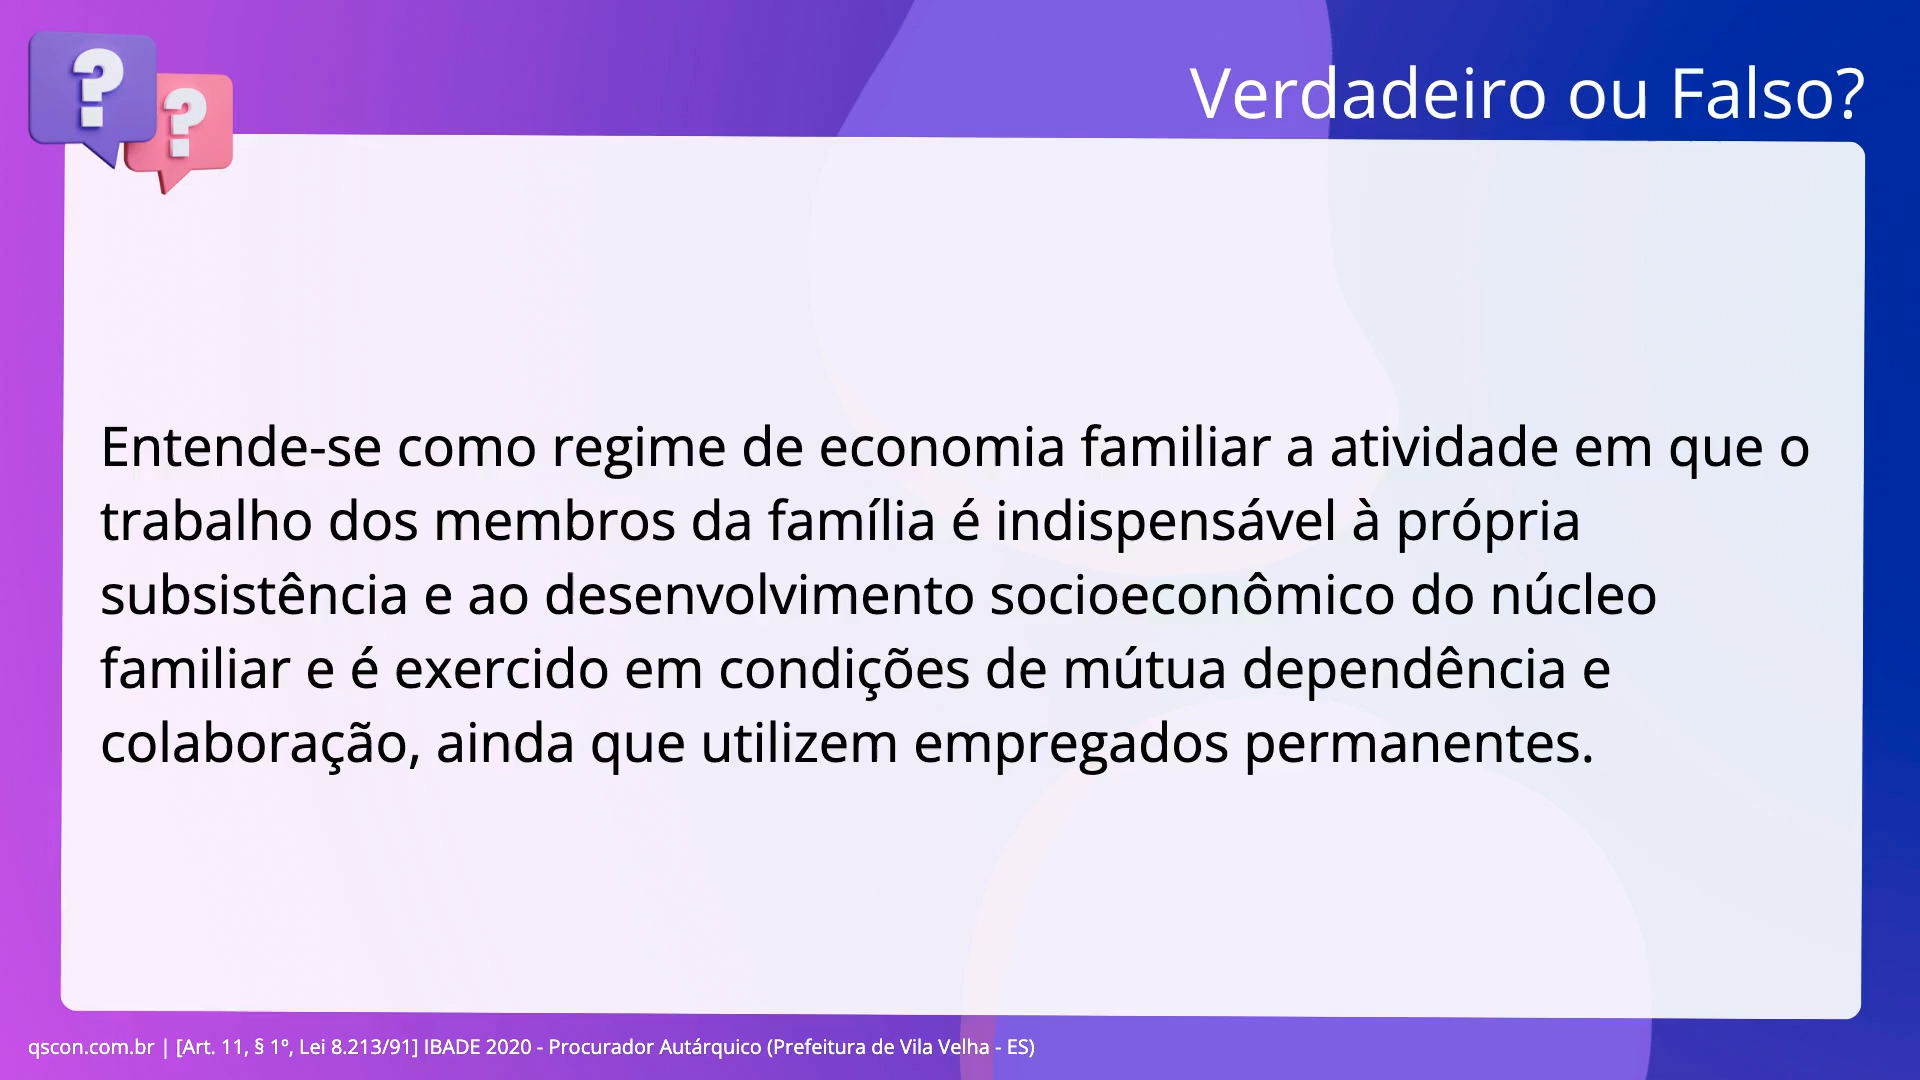 Verdadeiro ou Falso?
Entende-se como regime de economia familiar a atividade em que o
trabalho dos membros da família é indispensável à própria
subsistência e ao desenvolvimento socioeconômico do núcleo
familiar e é exercido em condições de mútua dependência e
colaboração, ainda que utilizem empregados permanentes.
qscon.com.br | [Art. 11, § 1º, Lei 8.213/91] IBADE 2020 - Procurador Autárquico (Prefeitura de Vila Velha - ES)